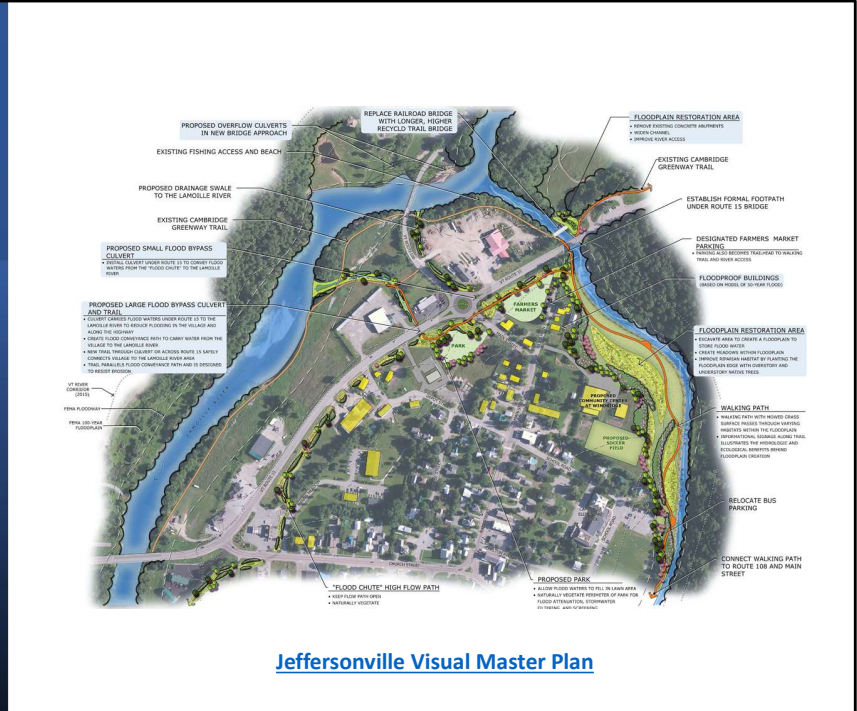 REPLACE RAILROAD BRIDGE
WITH LONGER, HIGHER
RECYCLD TRAIL BRIDGE
PROPOSED OVERFLOW CULVERTS
IN NEW BRIDGE APPROACH
EXISTING FISHING ACCESS AND BEACH
PROPOSED DRAINAGE SWALE
TO THE LAMOILLE RIVER
EXISTING CAMBRIDGE
GREENWAY TRAIL
PROPOSED SMALL FLOOD BYPASS
CULVERT
• INSTALL CULVERT UNDER ROUTE 15 TO CONVEY FLOOD
WATERS FROM THE "FLOOD CHUTE" TO THE LAMOILLE
RIVER
PROPOSED LARGE FLOOD BYPASS CULVERT
AND TRAIL
• CULVERT CARRIES FLOOD WATERS UNDER ROUTE 15 TO THE
LAMOILLE RIVER TO REDUCE FLOODING IN THE VILLAGE AND
ALONG THE HIGHWAY
• CREATE FLOOD CONVEYANCE PATH TO CARRY WATER FROM THE
VILLAGE TO THE LAMOILLE RIVER
• NEW TRAIL THROUGH CULVERT OR ACROSS ROUTE 15 SAFELY
CONNECTS VILLAGE TO THE LAMOILLE RIVER AREA
• TRAIL PARALLELS FLOOD CONVEYANCE PATH AND IS DESIGNED
TO RESIST EROSION
VT RIVER
CORRIDOR
(2015)
FEMA FLOODWAY
FEMA 100-YEAR
FLOODPLAIN
LAMOILLE RIVER
FLOODPLAIN RESTORATION AREA
• REMOVE EXISTING CONCRETE ABUTMENTS
• WIDEN CHANNEL
• IMPROVE RIVER ACCESS
EXISTING CAMBRIDGE
GREENWAY TRAIL
ESTABLISH FORMAL FOOTPATH
UNDER ROUTE 15 BRIDGE
DESIGNATED FARMERS MARKET
PARKING
• PARKING ALSO BECOMES TRAILHEAD TO WALKING
TRAIL AND RIVER ACCESS
FLOODPROOF BUILDINGS
(BASED ON MODEL OF 50-YEAR FLOOD)
FLOODPLAIN RESTORATION AREA
• EXCAVATE AREA TO CREATE A FLOODPLAIN TO
STORE FLOOD WATER
• CREATE MEADOWS WITHIN FLOODPLAIN
• IMPROVE RIPARIAN HABITAT BY PLANTING THE
FLOODPLAIN EDGE WITH OVERSTORY AND
UNDERSTORY NATIVE TREES
WALKING PATH
• WALKING PATH WITH MOWED GRASS
SURFACE PASSES THROUGH VARYING
HABITATS WITHIN THE FLOODPLAIN
• INFORMATIONAL SIGNAGE ALONG TRAIL
ILLUSTRATES THE HYDROLOGIC AND
ECOLOGICAL BENEFITS BEHIND
FLOODPLAIN CREATION
RELOCATE BUS
PARKING
CONNECT WALKING PATH
TO ROUTE 108 AND MAIN
STREET
FARMERS
MARKET
PARK
PROPOSED
COMMUNITY CENTER
AT WINDRIDGE
PROPOSED
SOCCER
FIELD
CHURCH STREET
"FLOOD CHUTE" HIGH FLOW PATH
• KEEP FLOW PATH OPEN
• NATURALLY VEGETATE
PROPOSED PARK
• ALLOW FLOOD WATERS TO FILL IN LAWN AREA
• NATURALLY VEGETATE PERIMETER OF PARK FOR
FLOOD ATTENUATION, STORMWATER
FILTERING, AND SCREENING
Jeffersonville Visual Master Plan